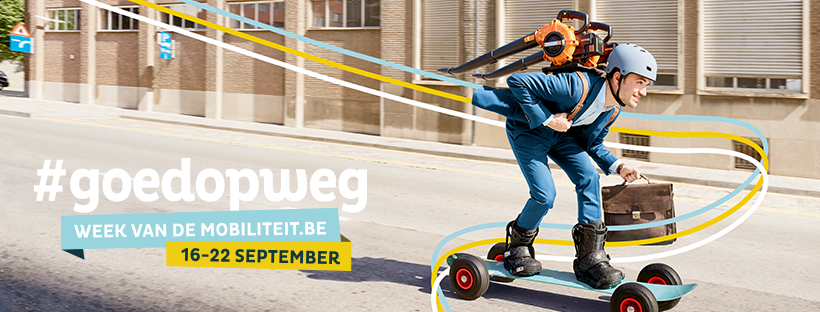 #goedopweg
WEEK VAN DE MOBILITEIT.BE
16-22 SEPTEMBER